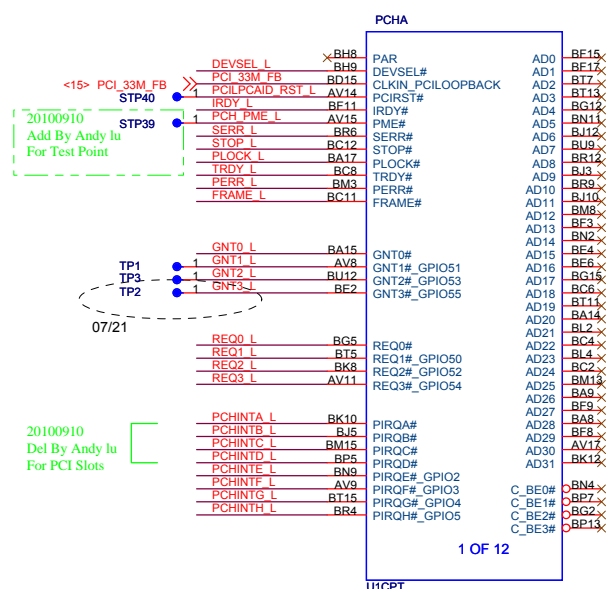 PCHA
BH8 PAR AD0 BF15
DEVSEL_L BH9 DEVSEL# AD1 BF17
<15> PCI_33M_FB PCI_33M_FB BD15 CLKIN_PCILOOPBACK AD2 BT7
STP40 1 PCILPCAID_RST_L AV14 PCIRST# AD3 BT13
IRDY_L BF11 IRDY# AD4 BG12
STP39 1 PCH_PME_L AV15 PME# AD5 BN11
SERR_L BR6 SERR# AD6 BJ12
STOP_L BC12 STOP# AD7 BU9
PLOCK_L BA17 PLOCK# AD8 BR12
TRDY_L BC8 TRDY# AD9 BJ3
PERR_L BM3 PERR# AD10 BR9
FRAME_L BC11 FRAME# AD11 BJ10
20100910
Add By Andy lu
For Test Point
AD12 BM8
AD13 BF3
AD14 BN2
GNT0_L BA15 GNT0# AD15 BE4
TP1 1 GNT1_L AV8 GNT1#_GPIO51 AD16 BE6
TP3 1 GNT2_L BU12 GNT2#_GPIO53 AD17 BG15
TP2 1 GNT3_L BE2 GNT3#_GPIO55 AD18 BC6
07/21
AD19 BT11
AD20 BA14
AD21 BL2
REQ0_L BG5 REQ0# AD22 BC4
REQ1_L BT5 REQ1#_GPIO50 AD23 BL4
REQ2_L BK8 REQ2#_GPIO52 AD24 BC2
REQ3_L AV11 REQ3#_GPIO54 AD25 BM13
AD26 BA9
AD27 BF9
PCHINTA_L BK10 PIRQA# AD28 BA8
PCHINTB_L BJ5 PIRQB# AD29 BF8
PCHINTC_L BM15 PIRQC# AD30 AV17
PCHINTD_L BP5 PIRQD# AD31 BK12
20100910
Del By Andy lu
For PCI Slots
PCHINTE_L BN9 PIRQE#_GPIO2
PCHINTF_L AV9 PIRQF#_GPIO3 C_BE0# BN4
PCHINTG_L BT15 PIRQG#_GPIO4 C_BE1# BP7
PCHINTH_L BR4 PIRQH#_GPIO5 C_BE2# BG2
C_BE3# BP13
1 OF 12
U1CPT